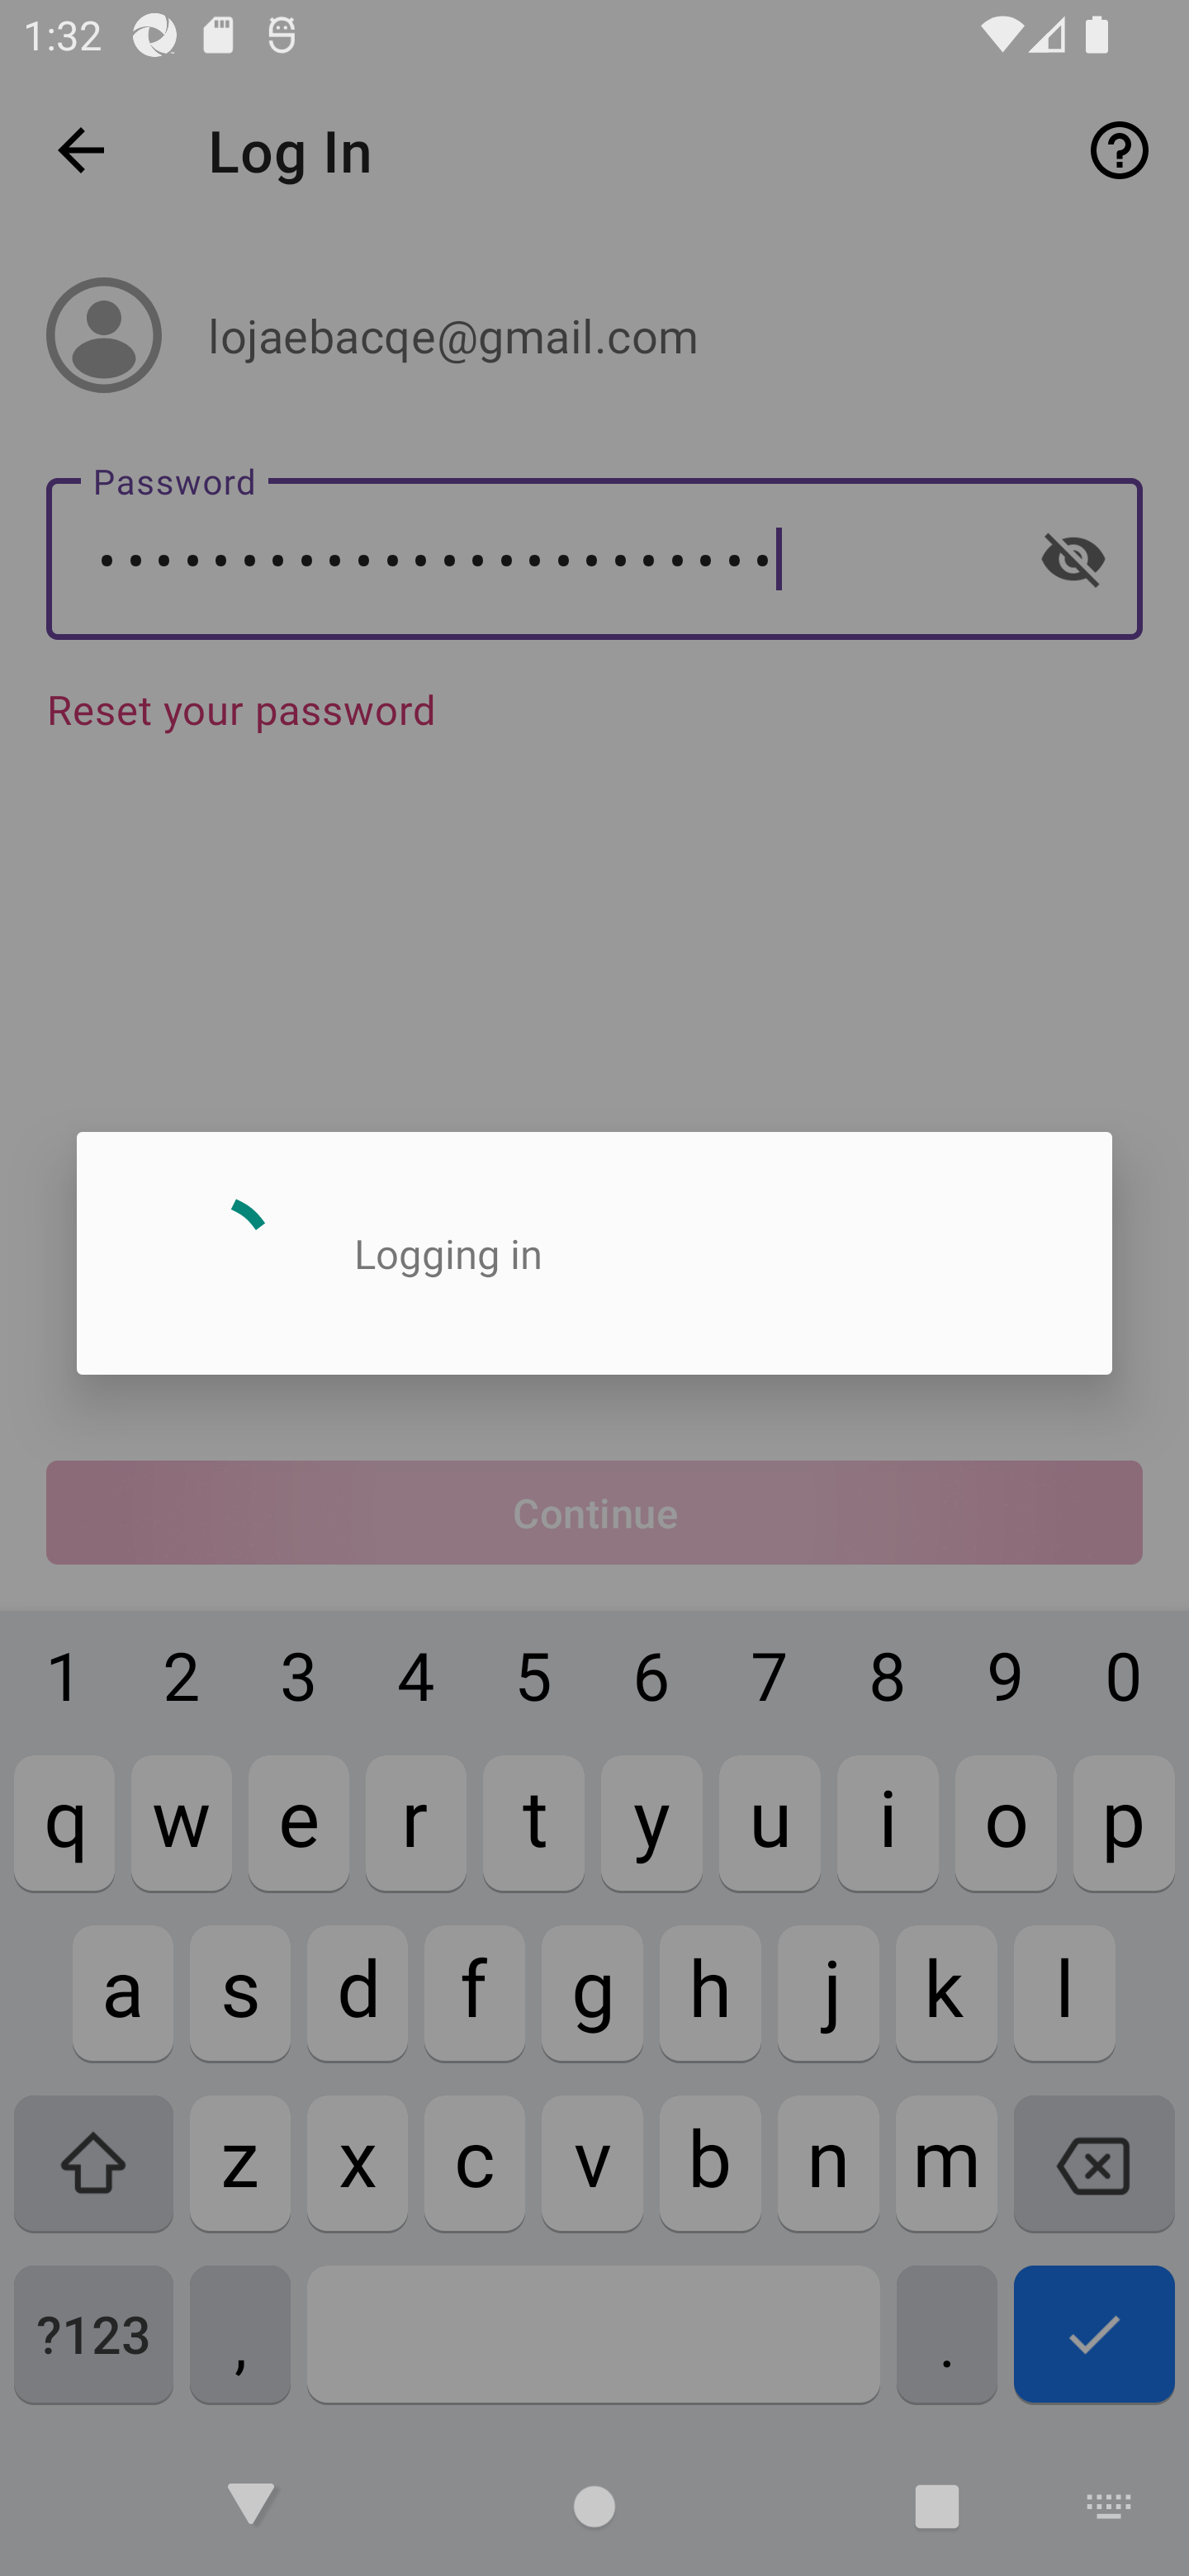 1:32
Log In
lojaebacqe@gmail.com
Password
••••••••••••••••••••••••
Reset your password
Logging in
Continue
1 2 3 4 5 6 7 8 9 0
q w e r t y u i o p
a s d f g h j k l
z x c v b n m
?123 , .